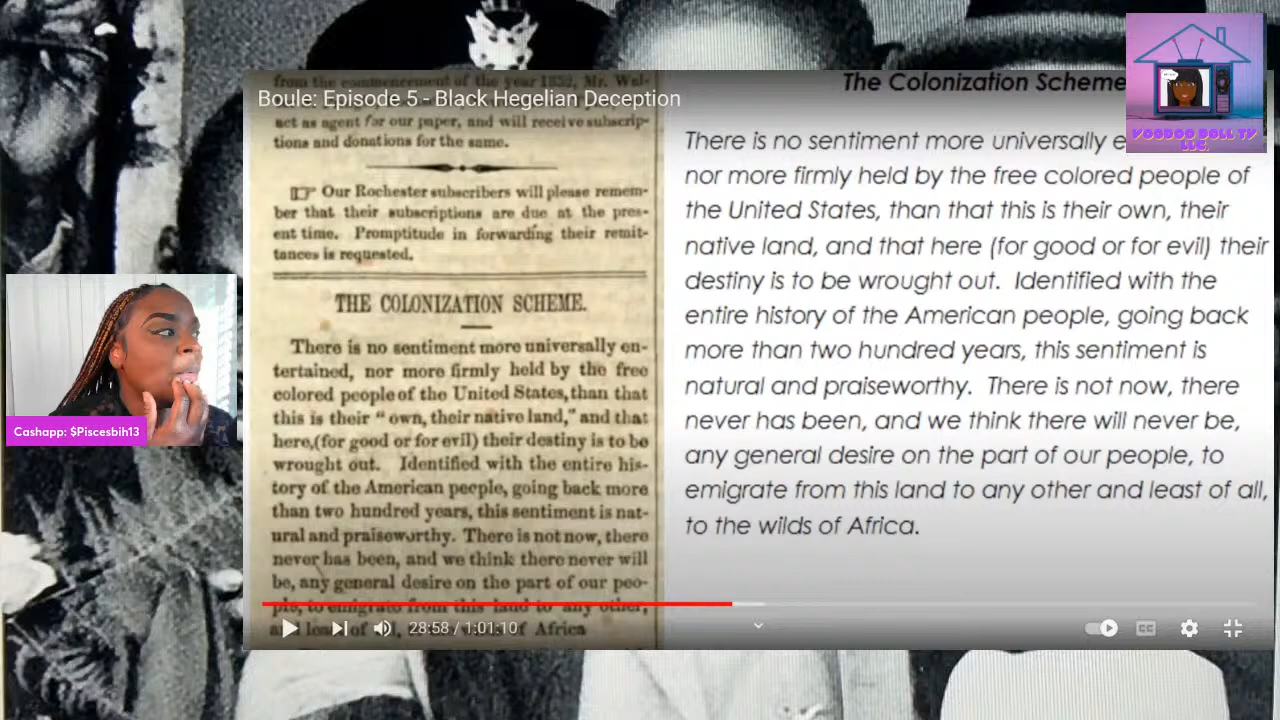 Boule: Episode 5 - Black Hegelian Deception
from the commencement of the year 1852, Mr. Wal-
act as agent for our paper, and will receive subscrip-
tions and donations for the same.
Our Rochester subscribers will please remem-
ber that their subscriptions are due at the pres-
ent time. Promptitude in forwarding their remit-
tances is requested.
THE COLONIZATION SCHEME.
There is no sentiment more universally en-
tertained, nor more firmly held by the free
colored people of the United States, than that
this is their "own, their native land," and that
here, (for good or for evil) their destiny is to be
wrought out. Identified with the entire his-
tory of the American people, going back more
than two hundred years, this sentiment is nat-
ural and praiseworthy. There is not now, there
never has been, and we think there never will
be, any general desire on the part of our peo-
ple, to emigrate from this land to any other,
of Africa
The Colonization Scheme
There is no sentiment more universally
nor more firmly held by the free colored people of
the United States, than that this is their own, their
native land, and that here (for good or for evil) their
destiny is to be wrought out. Identified with the
entire history of the American people, going back
more than two hundred years, this sentiment is
natural and praiseworthy. There is not now, there
never has been, and we think there will never be,
any general desire on the part of our people, to
emigrate from this land to any other and least of all,
to the wilds of Africa.
VOODOO DOLL TV
LLC.
Cashapp: $Piscesbih13
28:58 / 1:01:10
CC